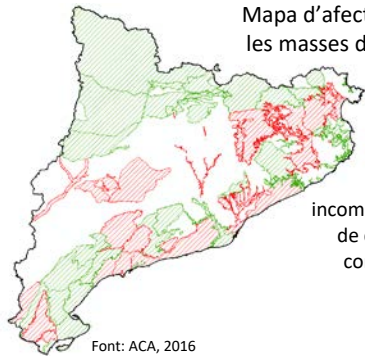 Mapa d’afect
les masses d
incom
de
co
Font: ACA, 2016